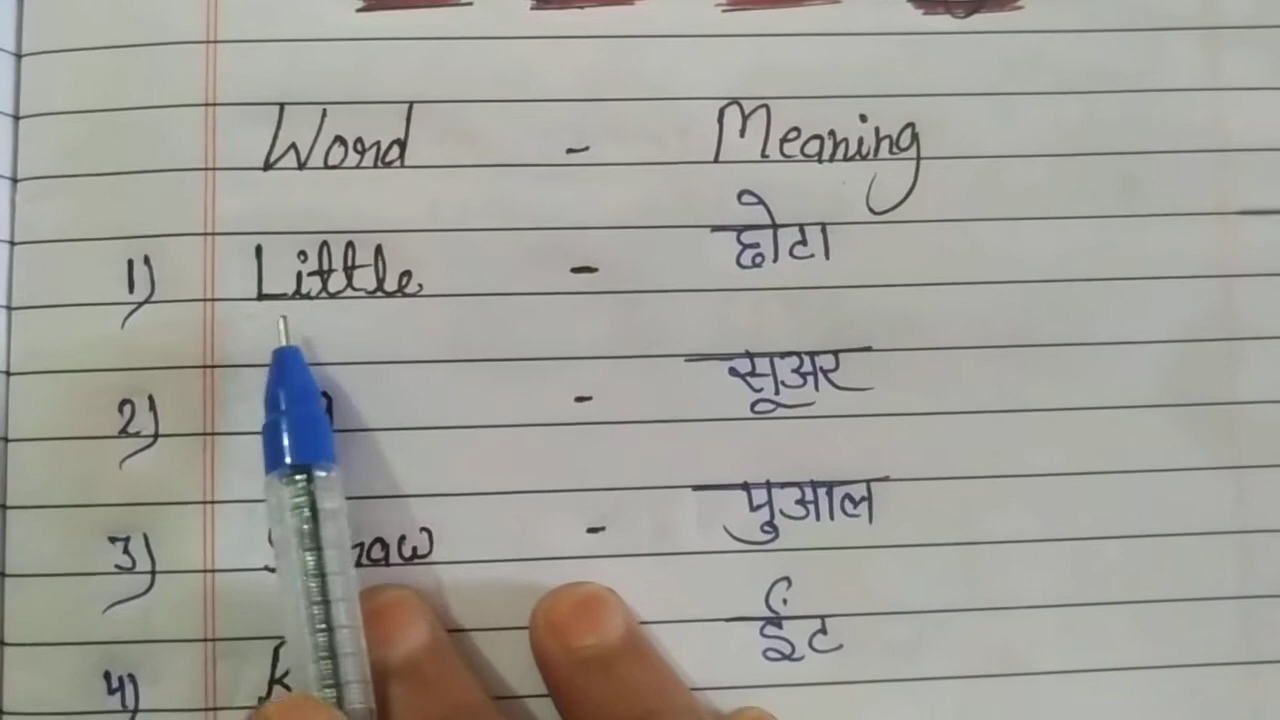 Word - Meaning
1) Little - छोटा
2) - सूअर
3) - पुआल
4) ईंट